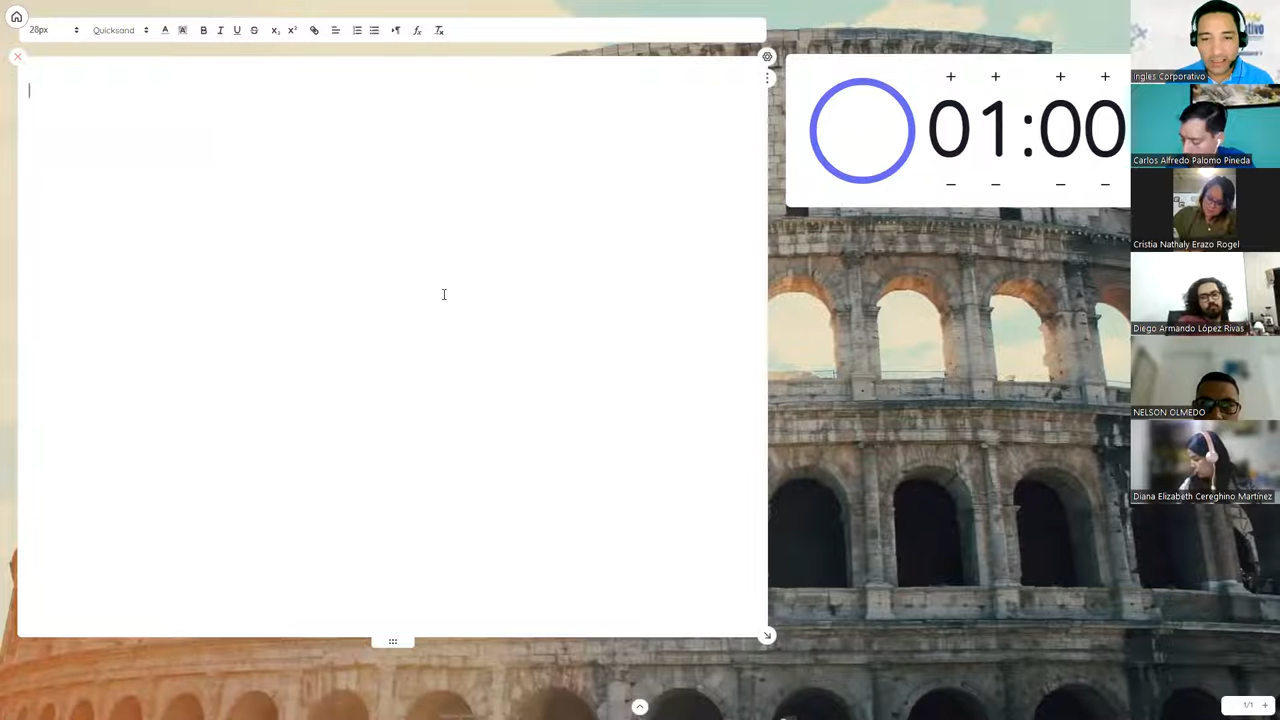 28px
Quicksand
01:00
Ingles Corporativo
Carlos Alfredo Palomo Pineda
Cristia Nathaly Erazo Rogel
Diego Armando López Rivas
NELSON OLMEDO
Diana Elizabeth Cereghino Martínez
1/1